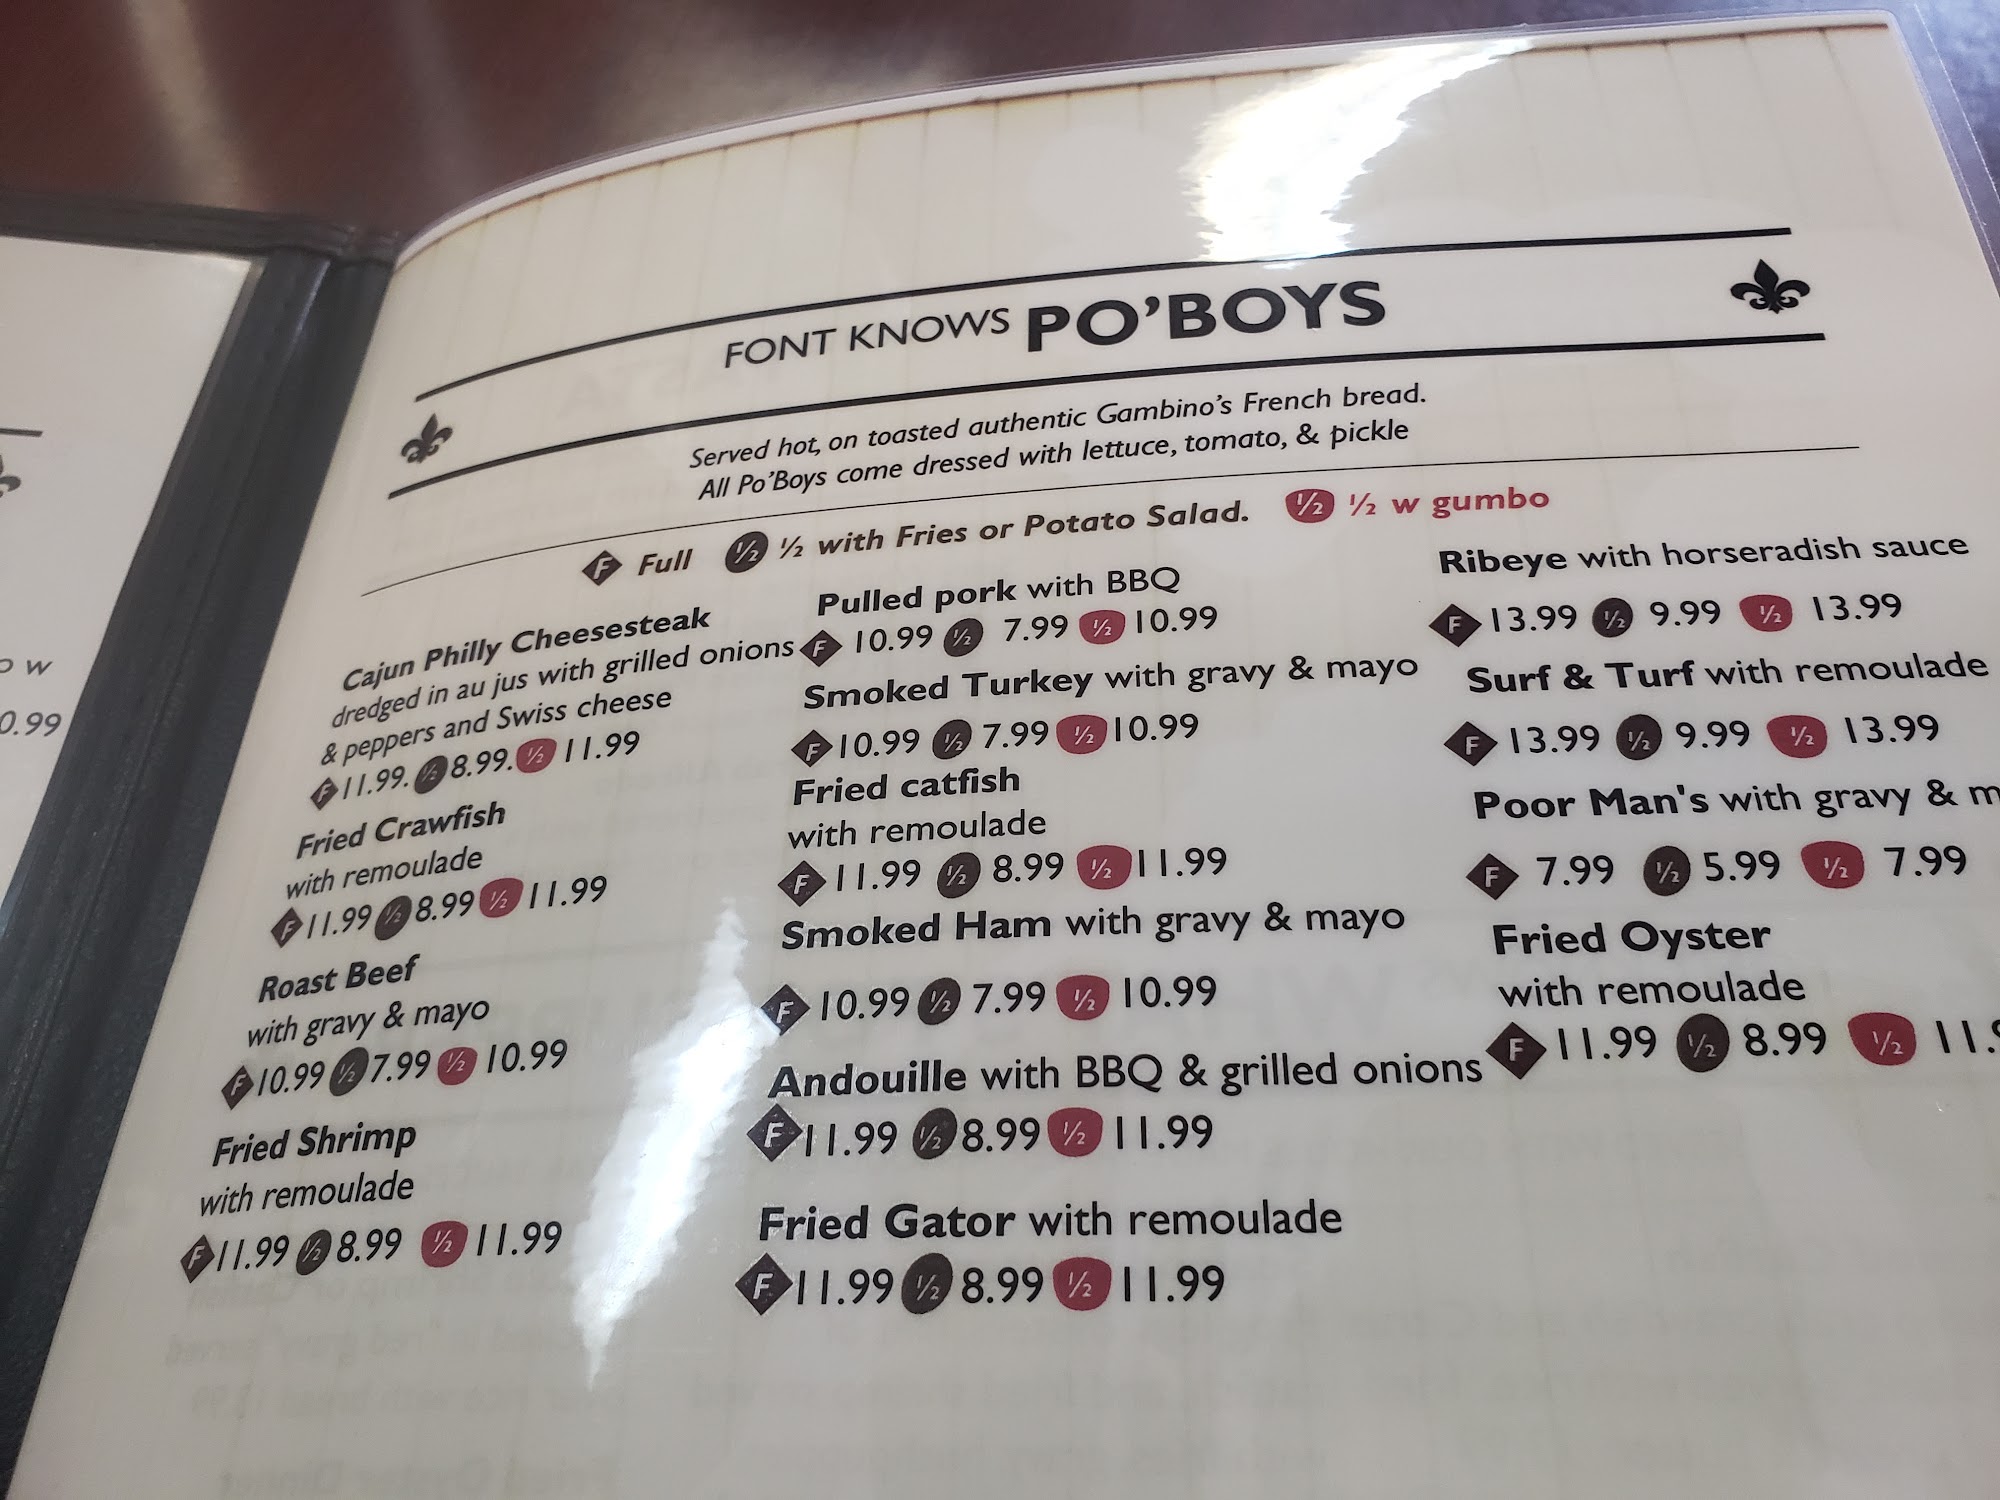 FONT KNOWS PO'BOYS
Served hot, on toasted authentic Gambino's French bread.
All Po'Boys come dressed with lettuce, tomato, & pickle
F Full ½ ½ with Fries or Potato Salad. ½ ½ w gumbo
Cajun Philly Cheesesteak
dredged in au jus with grilled onions
& peppers and Swiss cheese
F 11.99. ½ 8.99. ½ 11.99
Fried Crawfish
with remoulade
F 11.99 ½ 8.99 ½ 11.99
Roast Beef
with gravy & mayo
F 10.99 ½ 7.99 ½ 10.99
Fried Shrimp
with remoulade
F 11.99 ½ 8.99 ½ 11.99
Pulled pork with BBQ
F 10.99 ½ 7.99 ½ 10.99
Smoked Turkey with gravy & mayo
F 10.99 ½ 7.99 ½ 10.99
Fried catfish
with remoulade
F 11.99 ½ 8.99 ½ 11.99
Smoked Ham with gravy & mayo
F 10.99 ½ 7.99 ½ 10.99
Andouille with BBQ & grilled onions
F 11.99 ½ 8.99 ½ 11.99
Fried Gator with remoulade
F 11.99 ½ 8.99 ½ 11.99
Ribeye with horseradish sauce
F 13.99 ½ 9.99 ½ 13.99
Surf & Turf with remoulade
F 13.99 ½ 9.99 ½ 13.99
Poor Man's with gravy & m
F 7.99 ½ 5.99 ½ 7.99
Fried Oyster
with remoulade
F 11.99 ½ 8.99 ½ 11.9
w
0.99